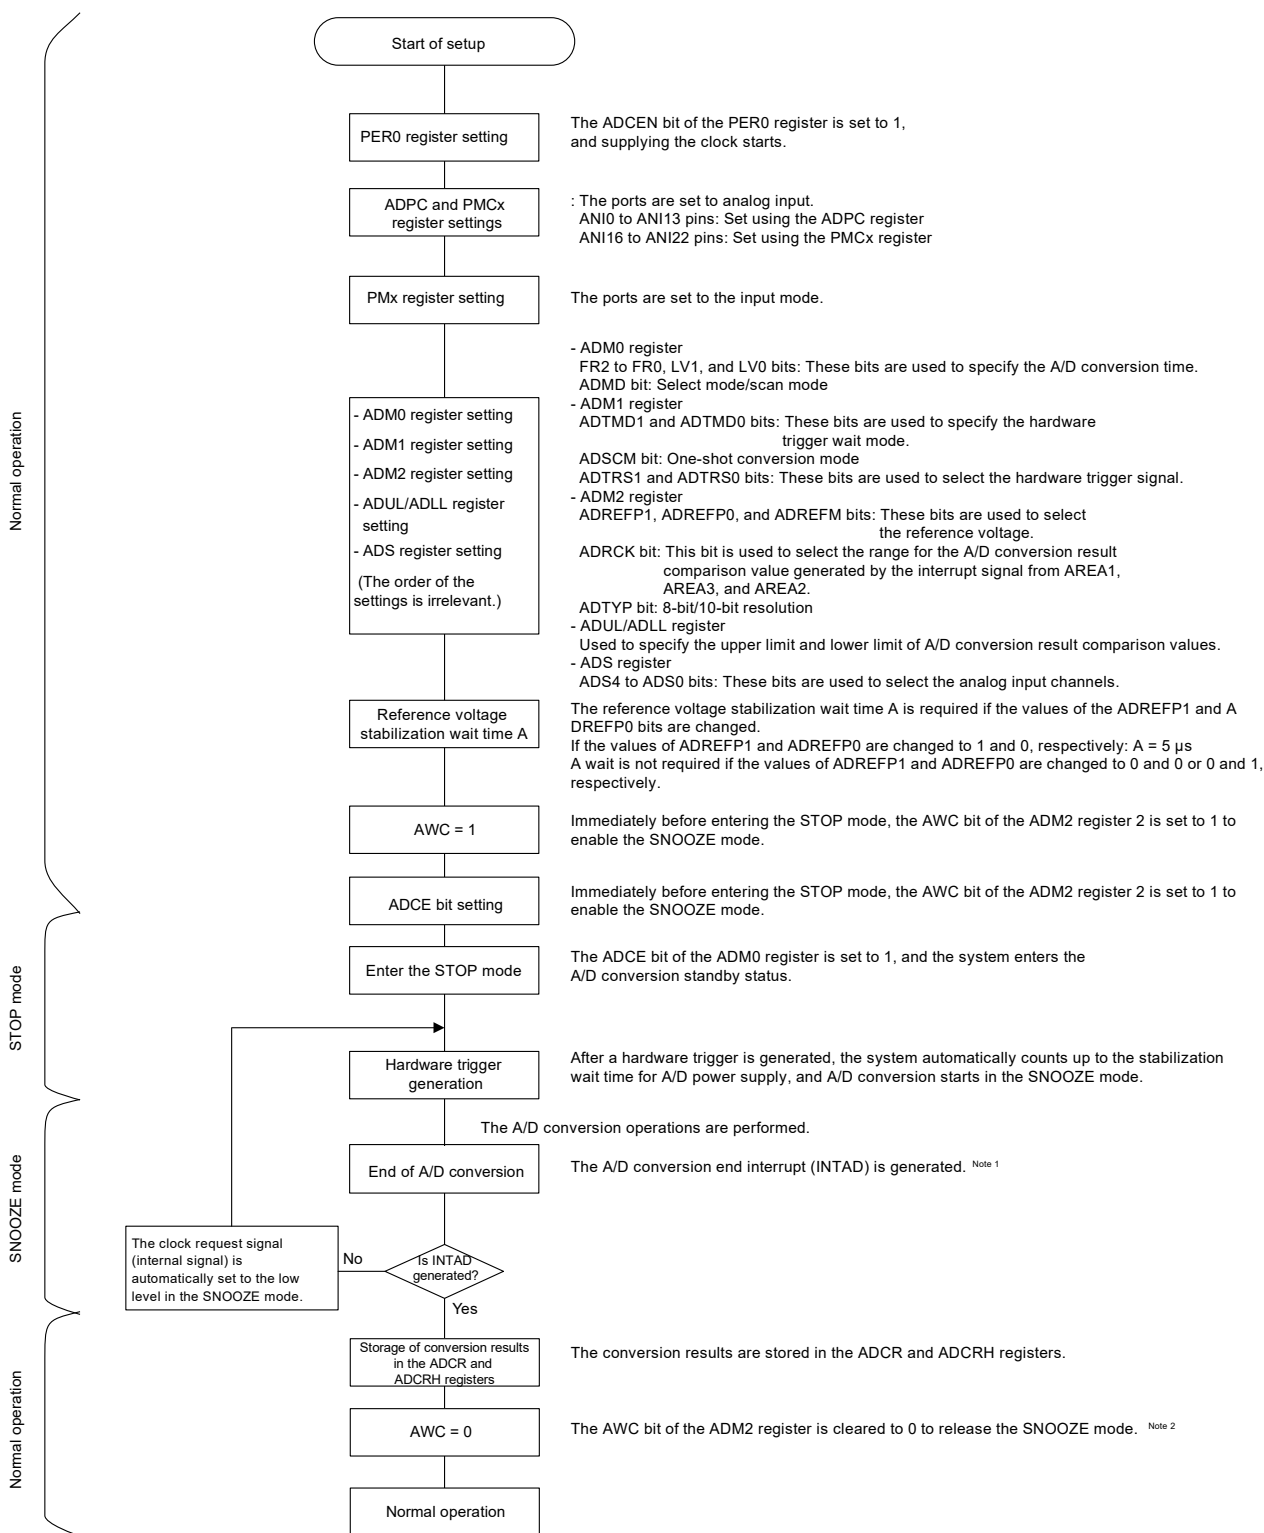 Start of setup
PER0 register setting
The ADCEN bit of the PER0 register is set to 1,
and supplying the clock starts.
ADPC and PMCx
register settings
: The ports are set to analog input.
ANI0 to ANI13 pins: Set using the ADPC register
ANI16 to ANI22 pins: Set using the PMCx register
PMx register setting
The ports are set to the input mode.
- ADM0 register setting
- ADM1 register setting
- ADM2 register setting
- ADUL/ADLL register
setting
- ADS register setting
(The order of the
settings is irrelevant.)
- ADM0 register
FR2 to FR0, LV1, and LV0 bits: These bits are used to specify the A/D conversion time.
ADMD bit: Select mode/scan mode
- ADM1 register
ADTMD1 and ADTMD0 bits: These bits are used to specify the hardware
trigger wait mode.
ADSCM bit: One-shot conversion mode
ADTRS1 and ADTRS0 bits: These bits are used to select the hardware trigger signal.
- ADM2 register
ADREFP1, ADREFP0, and ADREFM bits: These bits are used to select
the reference voltage.
ADRCK bit: This bit is used to select the range for the A/D conversion result
comparison value generated by the interrupt signal from AREA1,
AREA3, and AREA2.
ADTYP bit: 8-bit/10-bit resolution
- ADUL/ADLL register
Used to specify the upper limit and lower limit of A/D conversion result comparison values.
- ADS register
ADS4 to ADS0 bits: These bits are used to select the analog input channels.
Reference voltage
stabilization wait time A
The reference voltage stabilization wait time A is required if the values of the ADREFP1 and A
DREFP0 bits are changed.
If the values of ADREFP1 and ADREFP0 are changed to 1 and 0, respectively: A = 5 µs
A wait is not required if the values of ADREFP1 and ADREFP0 are changed to 0 and 0 or 0 and 1,
respectively.
AWC = 1
Immediately before entering the STOP mode, the AWC bit of the ADM2 register 2 is set to 1 to
enable the SNOOZE mode.
ADCE bit setting
Immediately before entering the STOP mode, the AWC bit of the ADM2 register 2 is set to 1 to
enable the SNOOZE mode.
Enter the STOP mode
The ADCE bit of the ADM0 register is set to 1, and the system enters the
A/D conversion standby status.
Hardware trigger
generation
After a hardware trigger is generated, the system automatically counts up to the stabilization
wait time for A/D power supply, and A/D conversion starts in the SNOOZE mode.
The A/D conversion operations are performed.
End of A/D conversion
The A/D conversion end interrupt (INTAD) is generated. Note 1
The clock request signal
(internal signal) is
automatically set to the low
level in the SNOOZE mode.
No
Is INTAD
generated?
Yes
Storage of conversion results
in the ADCR and
ADCRH registers
The conversion results are stored in the ADCR and ADCRH registers.
AWC = 0
The AWC bit of the ADM2 register is cleared to 0 to release the SNOOZE mode. Note 2
Normal operation
Normal operation
STOP mode
SNOOZE mode
Normal operation